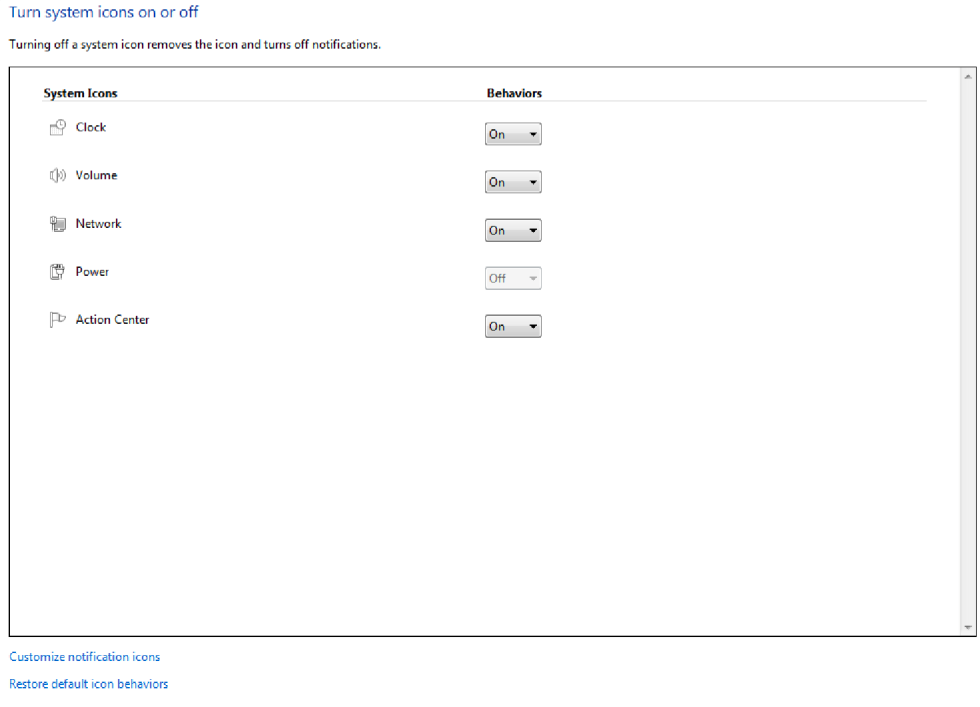 Turn system icons on or off
Turning off a system icon removes the icon and turns off notifications.
System Icons Behaviors
Clock On
Volume On
Network On
Power Off
Action Center On
Customize notification icons
Restore default icon behaviors